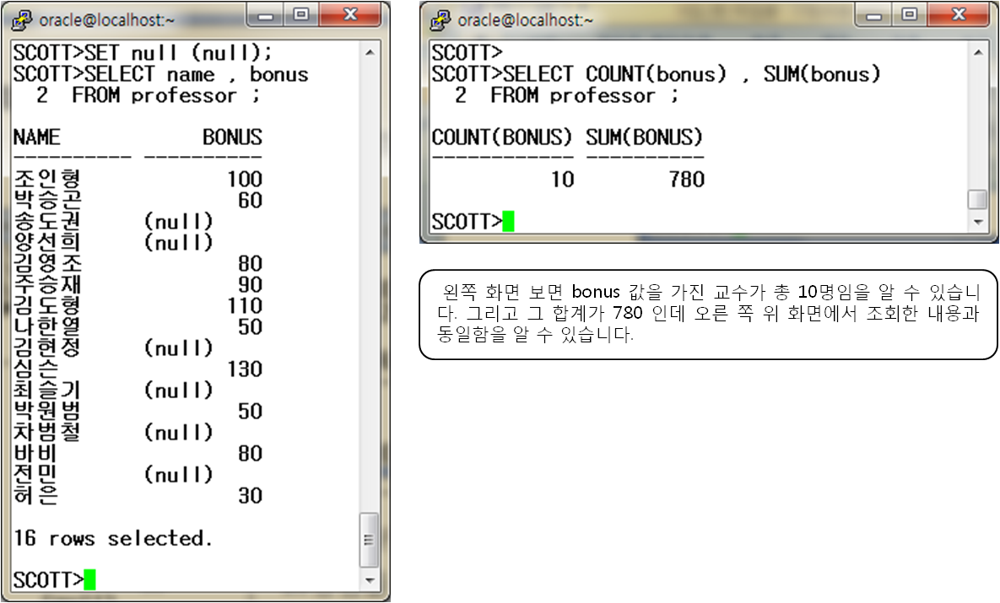 oracle@localhost:~
SCOTT>SET null (null);
SCOTT>SELECT name , bonus
2 FROM professor ;
NAME BONUS
---------- ----------
조인형 100
박승곤 60
송도권 (null)
양선희 (null)
김영조 80
주승재 90
김도형 110
나한열 50
김현정 (null)
심슨 130
최슬기 (null)
박원범 50
차범철 (null)
바비 80
전민 (null)
허은 30
16 rows selected.
SCOTT>
oracle@localhost:~
SCOTT>
SCOTT>SELECT COUNT(bonus) , SUM(bonus)
2 FROM professor ;
COUNT(BONUS) SUM(BONUS)
------------ ----------
10 780
SCOTT>
왼쪽 화면 보면 bonus 값을 가진 교수가 총 10명임을 알 수 있습니
다. 그리고 그 합계가 780 인데 오른 쪽 위 화면에서 조회한 내용과
동일함을 알 수 있습니다.